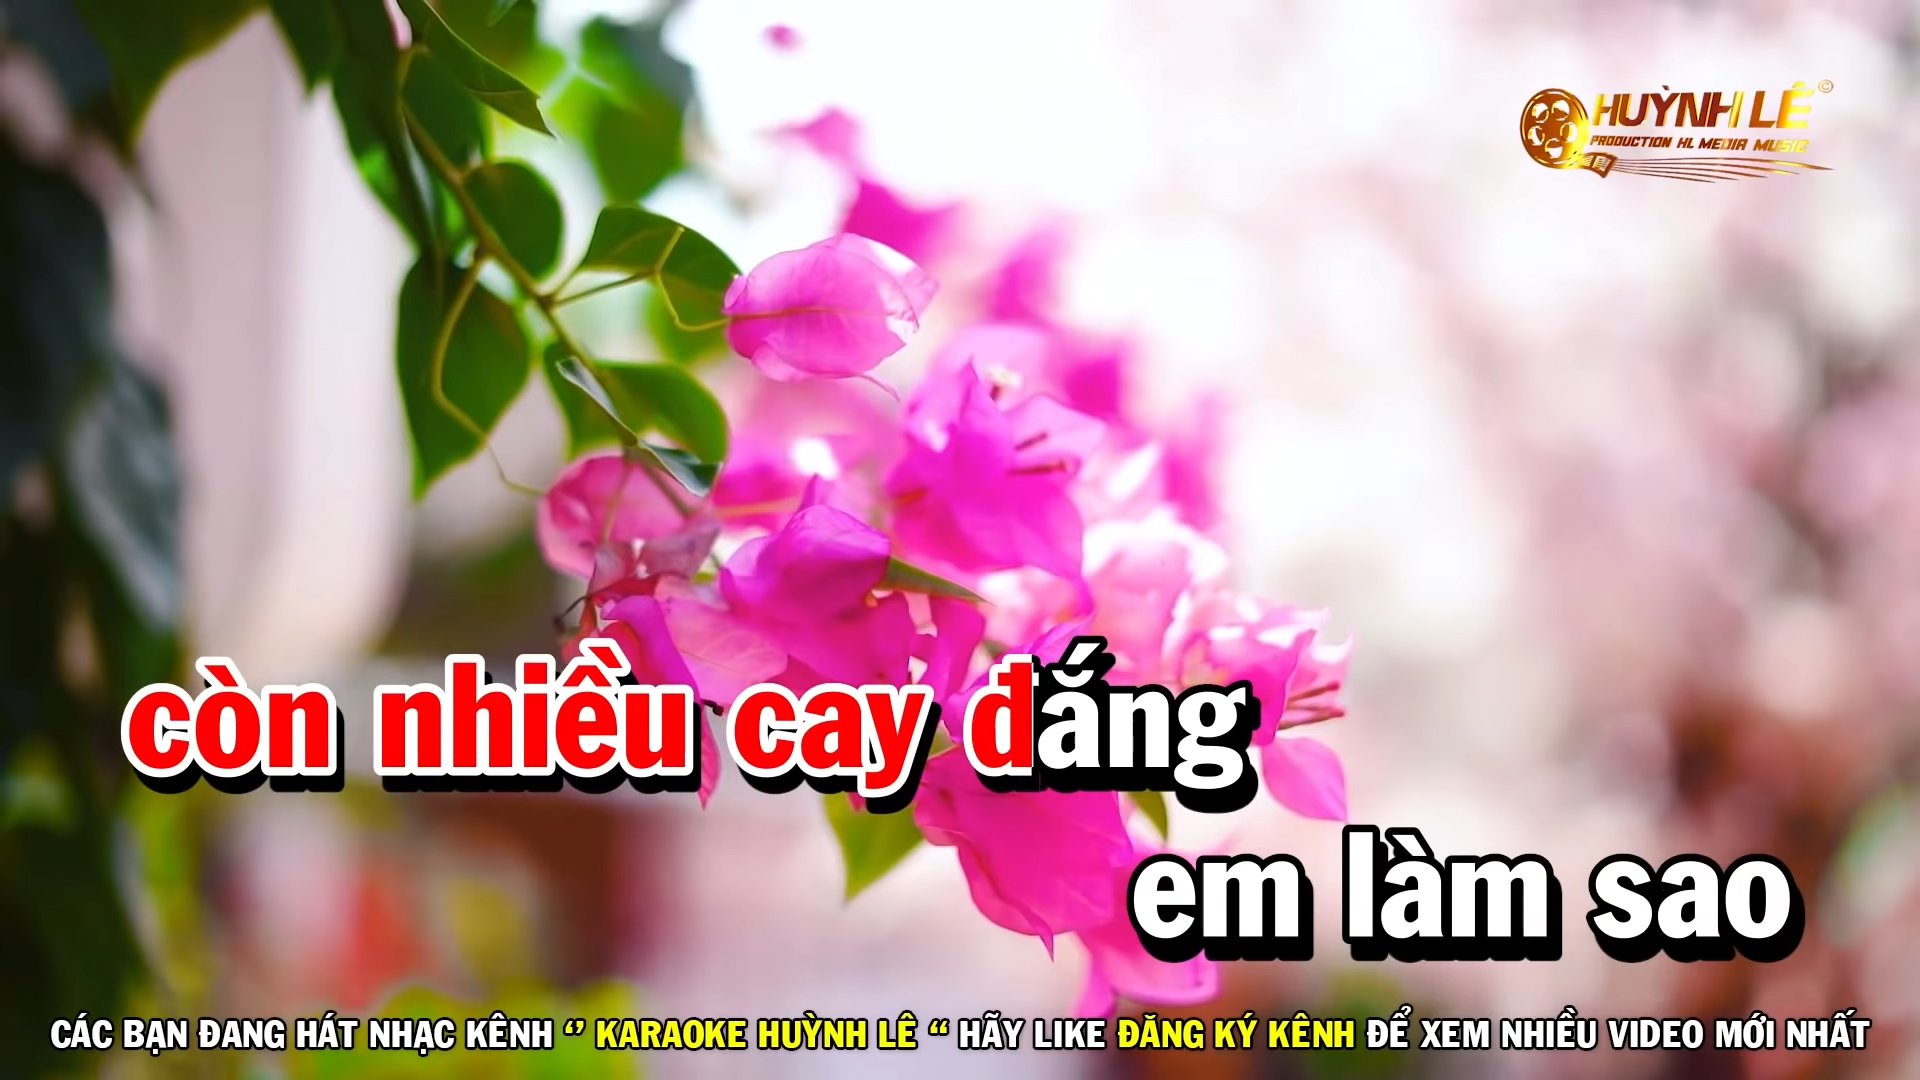 HUỲNH LÊ ©
PRODUCTION HL MEDIA MUSIC
còn nhiều cay đắng
em làm sao
CÁC BẠN ĐANG HÁT NHẠC KÊNH ‘’ KARAOKE HUỲNH LÊ “ HÃY LIKE ĐĂNG KÝ KÊNH ĐỂ XEM NHIỀU VIDEO MỚI NHẤT